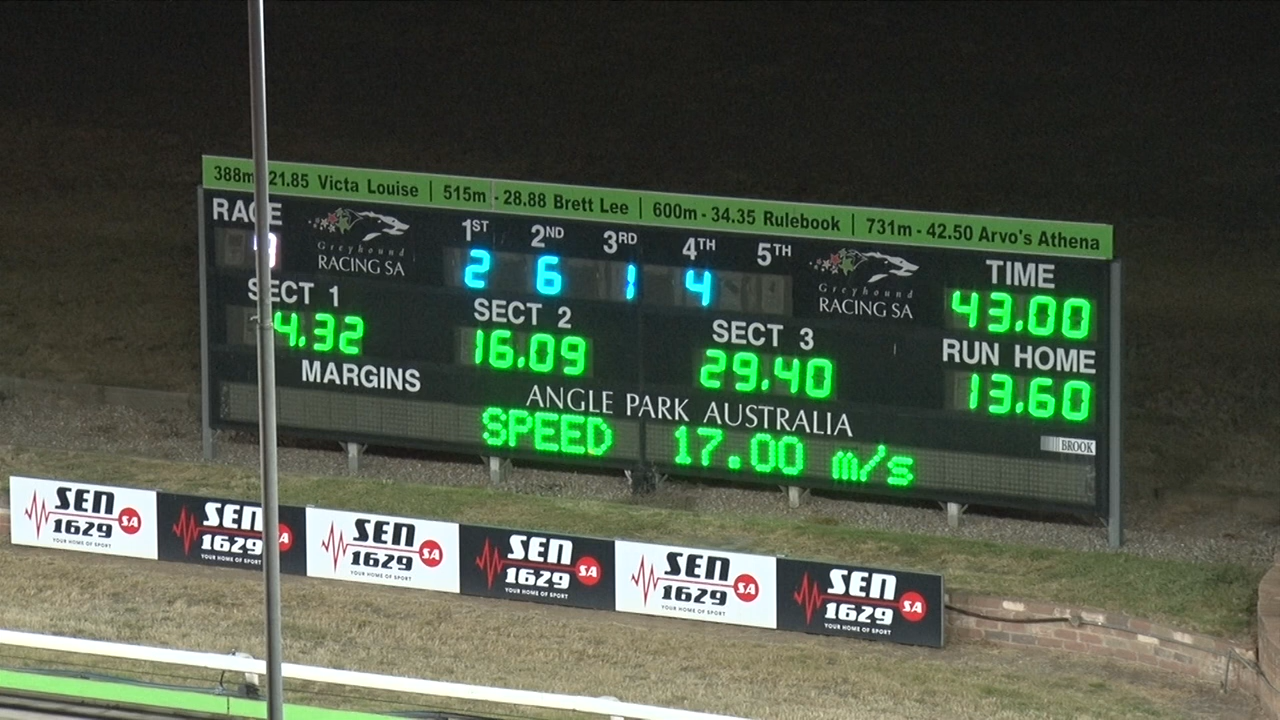 388m 21.85 Victa Louise | 515m - 28.88 Brett Lee | 600m - 34.35 Rulebook | 731m - 42.50 Arvo's Athena
RACE
Greyhound RACING SA
1ST 2ND 3RD 4TH 5TH
2 6 1 4
Greyhound RACING SA
TIME
43.00
SECT 1
4.32
SECT 2
16.09
SECT 3
29.40
RUN HOME
13.60
MARGINS
ANGLE PARK AUSTRALIA
SPEED 17.00 m/s
BROOK
SEN
1629 SA
YOUR HOME OF SPORT
SEN
1629 SA
YOUR HOME OF SPORT
SEN
1629 SA
YOUR HOME OF SPORT
SEN
1629 SA
YOUR HOME OF SPORT
SEN
1629 SA
YOUR HOME OF SPORT
SEN
1629 SA
YOUR HOME OF SPORT